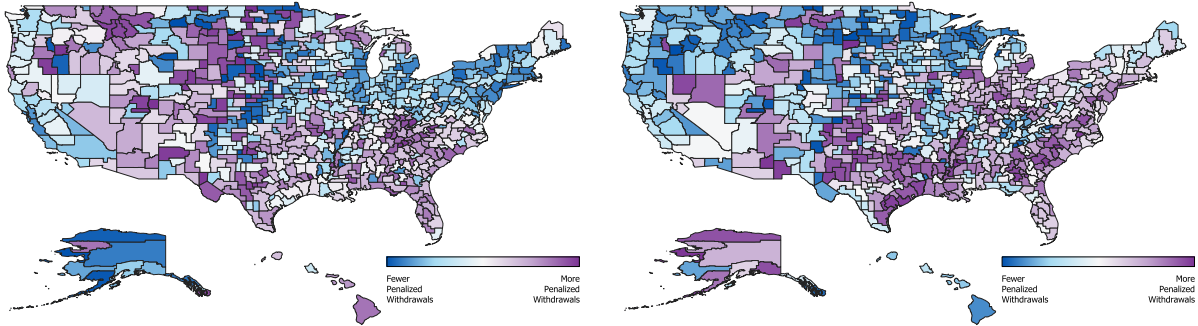 Fewer
Penalized
Withdrawals
More
Penalized
Withdrawals
Fewer
Penalized
Withdrawals
More
Penalized
Withdrawals